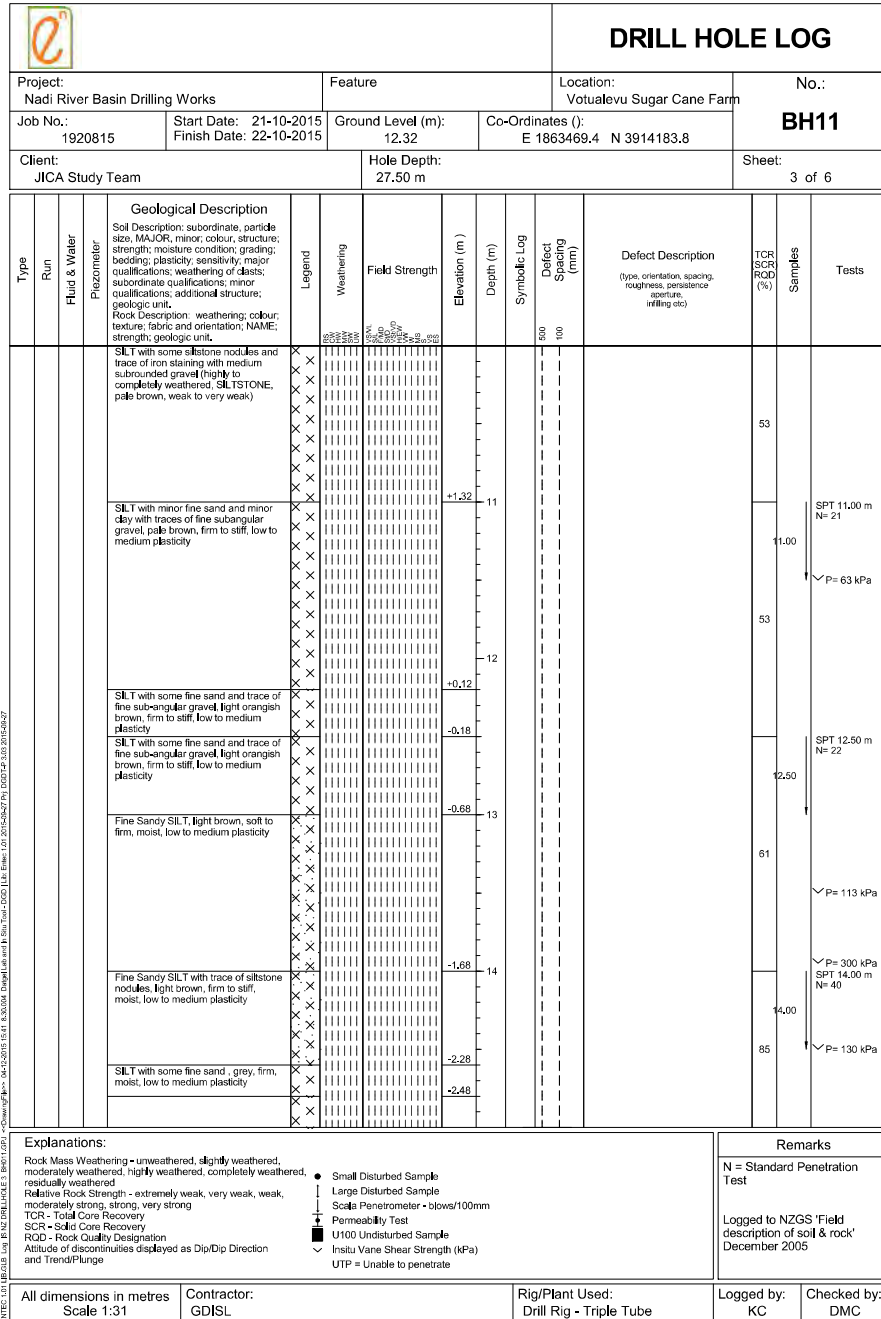 DRILL HOLE LOG
Project:
Nadi River Basin Drilling Works
Feature
Location:
Votualevu Sugar Cane Farm
No.:
BH11
Job No.:
1920815
Start Date: 21-10-2015
Finish Date: 22-10-2015
Ground Level (m):
12.32
Co-Ordinates ():
E 1863469.4 N 3914183.8
Client:
JICA Study Team
Hole Depth:
27.50 m
Sheet:
3 of 6
Type
Run
Fluid & Water
Piezometer
Geological Description
Soil Description: subordinate, particle
size, MAJOR, minor; colour, structure;
strength; moisture condition; grading;
bedding; plasticity; sensitivity; major
qualifications; weathering of clasts;
subordinate qualifications; minor
qualifications; additional structure;
geologic unit.
Rock Description: weathering; colour;
texture; fabric and orientation; NAME;
strength; geologic unit.
Legend
Weathering
RS
CW
HW
MW
SW
UW
Field Strength
Elevation (m)
Depth (m)
Symbolic Log
Defect
Spacing
(mm)
500
100
Defect Description
(type, orientation, spacing,
roughness, persistence
aperture,
infilling etc)
TCR
SCR
RQD
(%)
Samples
Tests
SILT with some siltstone nodules and
trace of iron staining with medium
subrounded gravel (highly to
completely weathered, SILTSTONE,
pale brown, weak to very weak)
53
+1.32
11
SILT with minor fine sand and minor
clay with traces of fine subangular
gravel, pale brown, firm to stiff, low to
medium plasticity
11.00
SPT 11.00 m
N= 21
P= 63 kPa
53
12
+0.12
SILT with some fine sand and trace of
fine sub-angular gravel, light orangish
brown, firm to stiff, low to medium
plasticty
-0.18
SILT with some fine sand and trace of
fine sub-angular gravel, light orangish
brown, firm to stiff, low to medium
plasticity
12.50
SPT 12.50 m
N= 22
-0.68
13
Fine Sandy SILT, light brown, soft to
firm, moist, low to medium plasticity
61
P= 113 kPa
P= 300 kPa
-1.68
14
Fine Sandy SILT with trace of siltstone
nodules, light brown, firm to stiff,
moist, low to medium plasticity
14.00
SPT 14.00 m
N= 40
85
P= 130 kPa
-2.28
SILT with some fine sand , grey, firm,
moist, low to medium plasticity
-2.48
Explanations:
Rock Mass Weathering - unweathered, slightly weathered,
moderately weathered, highly weathered, completely weathered,
residually weathered
Relative Rock Strength - extremely weak, very weak, weak,
moderately strong, strong, very strong
TCR - Total Core Recovery
SCR - Solid Core Recovery
RQD - Rock Quality Designation
Attitude of discontinuities displayed as Dip/Dip Direction
and Trend/Plunge
Small Disturbed Sample
Large Disturbed Sample
Scala Penetrometer - blows/100mm
Permeability Test
U100 Undisturbed Sample
Insitu Vane Shear Strength (kPa)
UTP = Unable to penetrate
Remarks
N = Standard Penetration
Test
Logged to NZGS 'Field
description of soil & rock'
December 2005
All dimensions in metres
Scale 1:31
Contractor:
GDISL
Rig/Plant Used:
Drill Rig - Triple Tube
Logged by:
KC
Checked by:
DMC